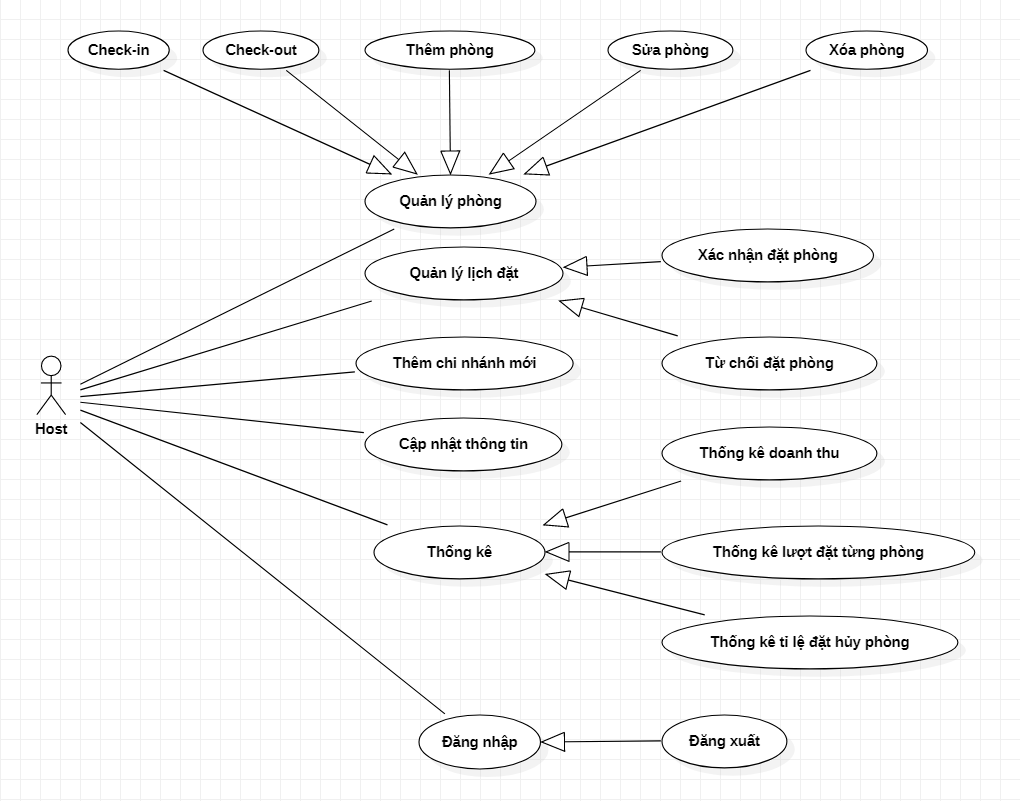 Check-in
Check-out
Thêm phòng
Sửa phòng
Xóa phòng
Quản lý phòng
Xác nhận đặt phòng
Quản lý lịch đặt
Thêm chi nhánh mới
Từ chối đặt phòng
Host
Cập nhật thông tin
Thống kê doanh thu
Thống kê
Thống kê lượt đặt từng phòng
Thống kê tỉ lệ đặt hủy phòng
Đăng nhập
Đăng xuất